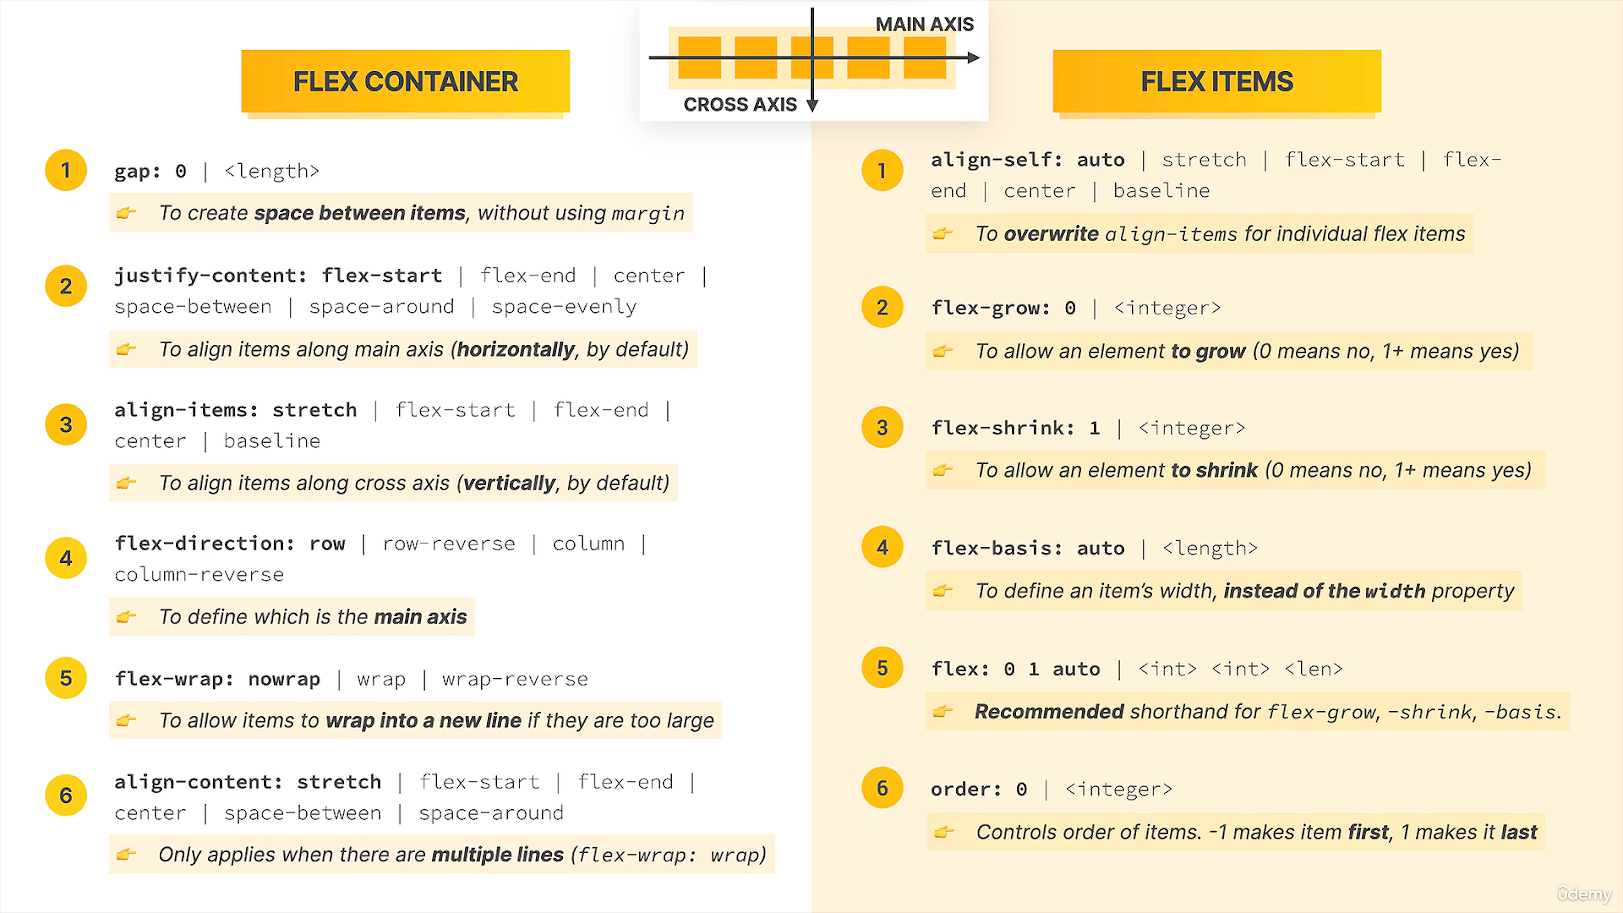 MAIN AXIS
CROSS AXIS
FLEX CONTAINER
1
gap: 0 | <length>
👉 To create space between items, without using margin
2
justify-content: flex-start | flex-end | center |
space-between | space-around | space-evenly
👉 To align items along main axis (horizontally, by default)
3
align-items: stretch | flex-start | flex-end |
center | baseline
👉 To align items along cross axis (vertically, by default)
4
flex-direction: row | row-reverse | column |
column-reverse
👉 To define which is the main axis
5
flex-wrap: nowrap | wrap | wrap-reverse
👉 To allow items to wrap into a new line if they are too large
6
align-content: stretch | flex-start | flex-end |
center | space-between | space-around
👉 Only applies when there are multiple lines (flex-wrap: wrap)
FLEX ITEMS
1
align-self: auto | stretch | flex-start | flex-
end | center | baseline
👉 To overwrite align-items for individual flex items
2
flex-grow: 0 | <integer>
👉 To allow an element to grow (0 means no, 1+ means yes)
3
flex-shrink: 1 | <integer>
👉 To allow an element to shrink (0 means no, 1+ means yes)
4
flex-basis: auto | <length>
👉 To define an item’s width, instead of the width property
5
flex: 0 1 auto | <int> <int> <len>
👉 Recommended shorthand for flex-grow, -shrink, -basis.
6
order: 0 | <integer>
👉 Controls order of items. -1 makes item first, 1 makes it last
ûdemy